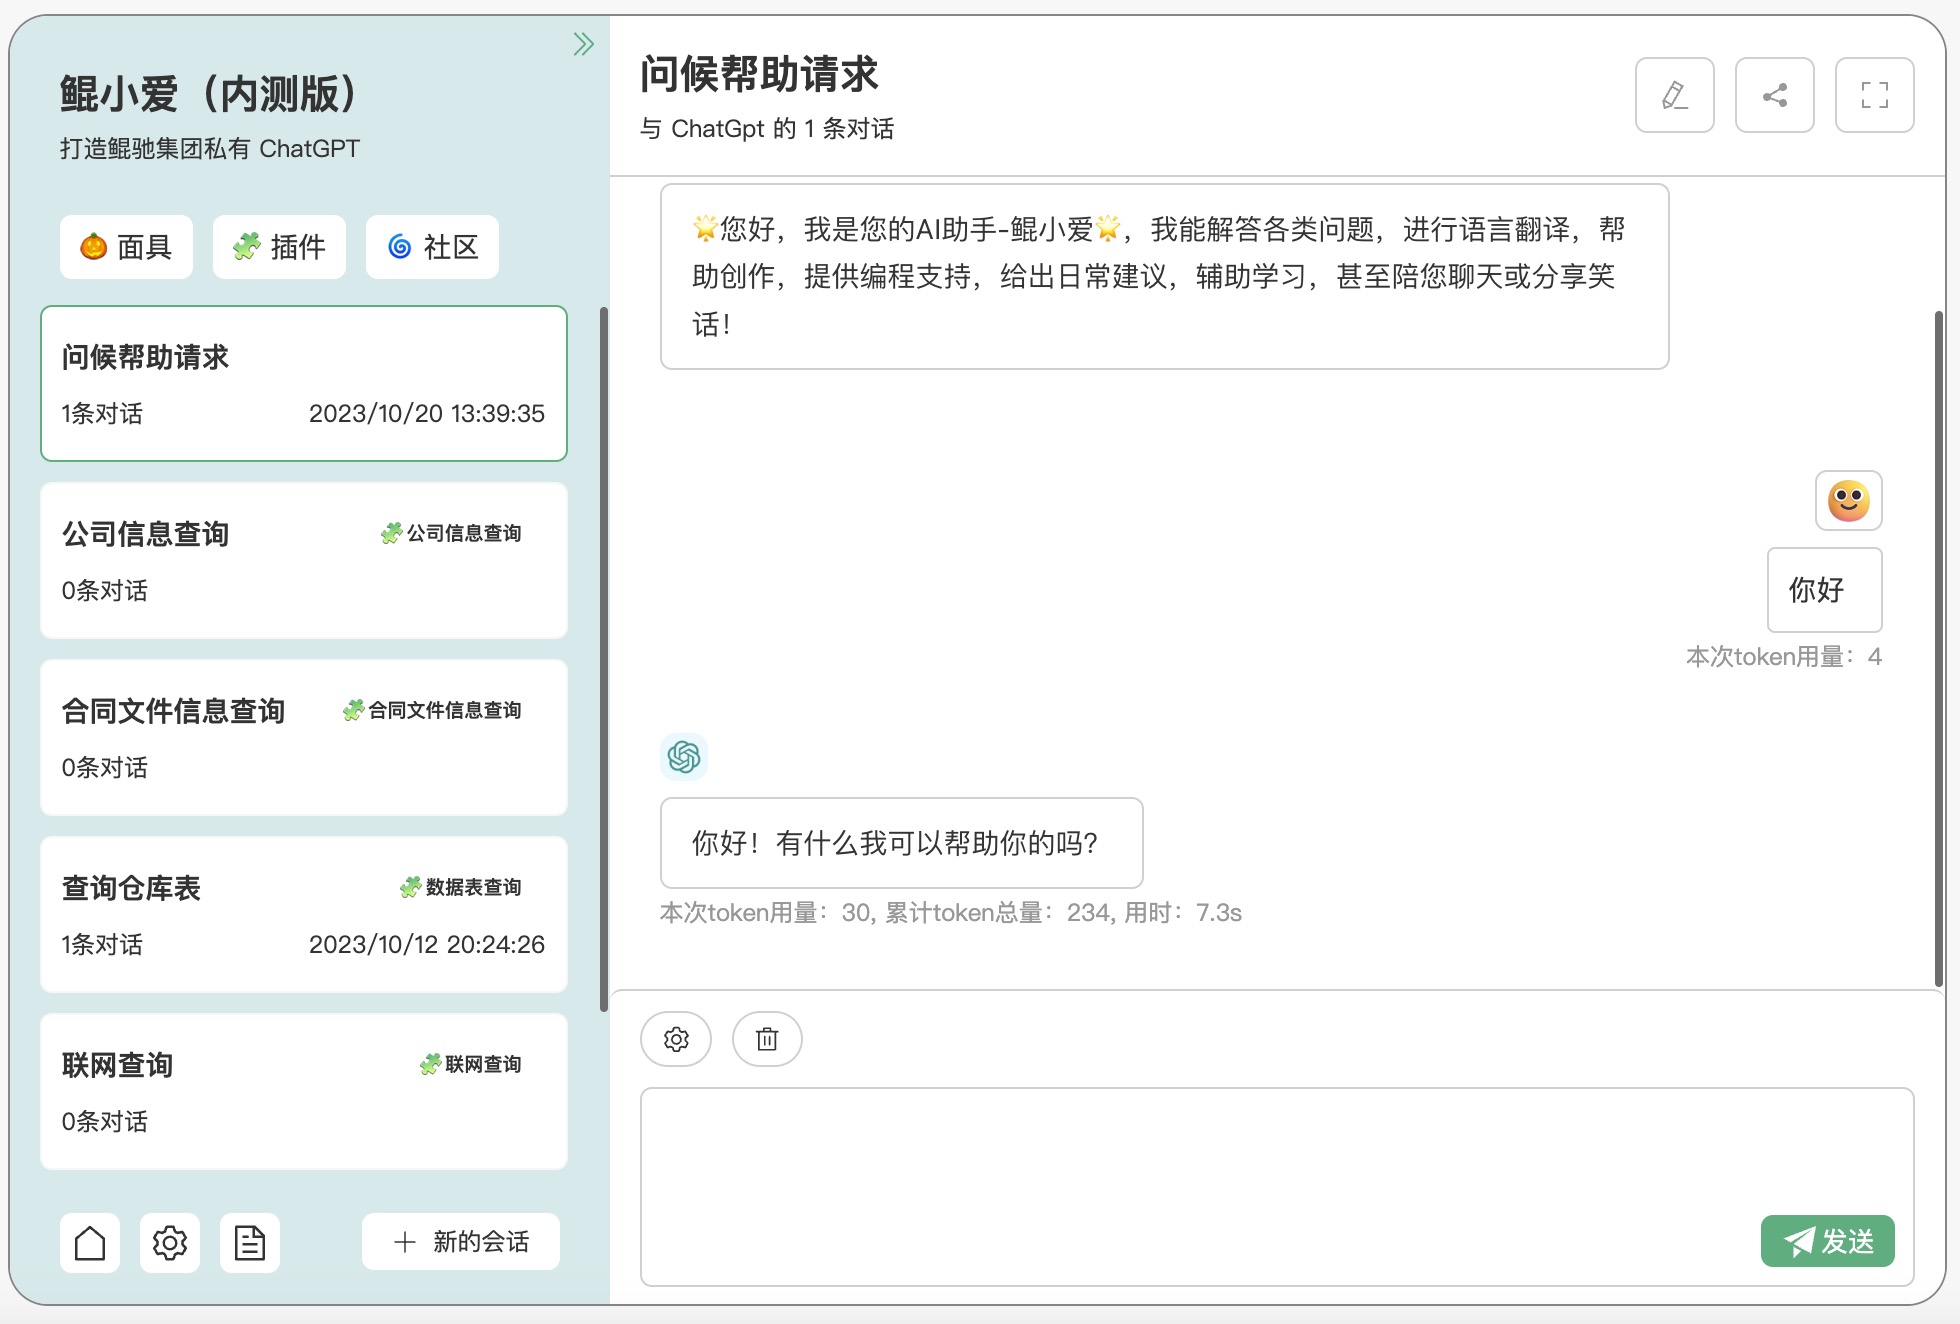 鲲小爱（内测版）
打造鲲驰集团私有 ChatGPT
面具
插件
社区
问候帮助请求
1条对话
2023/10/20 13:39:35
公司信息查询
公司信息查询
0条对话
合同文件信息查询
合同文件信息查询
0条对话
查询仓库表
数据表查询
1条对话
2023/10/12 20:24:26
联网查询
联网查询
0条对话
新的会话
问候帮助请求
与 ChatGpt 的 1 条对话
🌟您好，我是您的AI助手-鲲小爱🌟，我能解答各类问题，进行语言翻译，帮
助创作，提供编程支持，给出日常建议，辅助学习，甚至陪您聊天或分享笑
话！
你好
本次token用量：4
你好！有什么我可以帮助你的吗？
本次token用量：30, 累计token总量：234, 用时：7.3s
发送